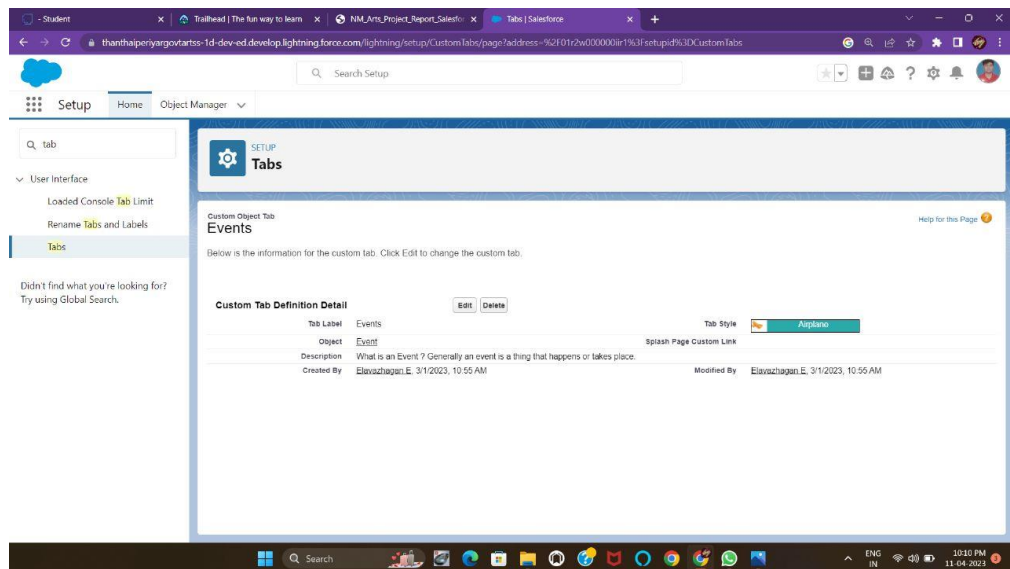 - Student
Trailhead | The fun way to learn
NM_Arts_Project_Report_Salesfor
Tabs | Salesforce
thanthaiperiyargovtartss-1d-dev-ed.develop.lightning.force.com/lightning/setup/CustomTabs/page?address=%2F01r2w000000iir1%3Fsetupid%3DCustomTabs
Search Setup
Setup
Home
Object Manager
tab
User Interface
Loaded Console Tab Limit
Rename Tabs and Labels
Tabs
Didn't find what you're looking for?
Try using Global Search.
SETUP
Tabs
Custom Object Tab
Events
Help for this Page
Below is the information for the custom tab. Click Edit to change the custom tab.
Custom Tab Definition Detail Edit Delete
Tab Label Events Tab Style Airplane
Object Event Splash Page Custom Link
Description What is an Event ? Generally an event is a thing that happens or takes place.
Created By Elavazhagan E, 3/1/2023, 10:55 AM Modified By Elavazhagan E, 3/1/2023, 10:55 AM
Search
ENG
IN
10:10 PM
11-04-2023
3